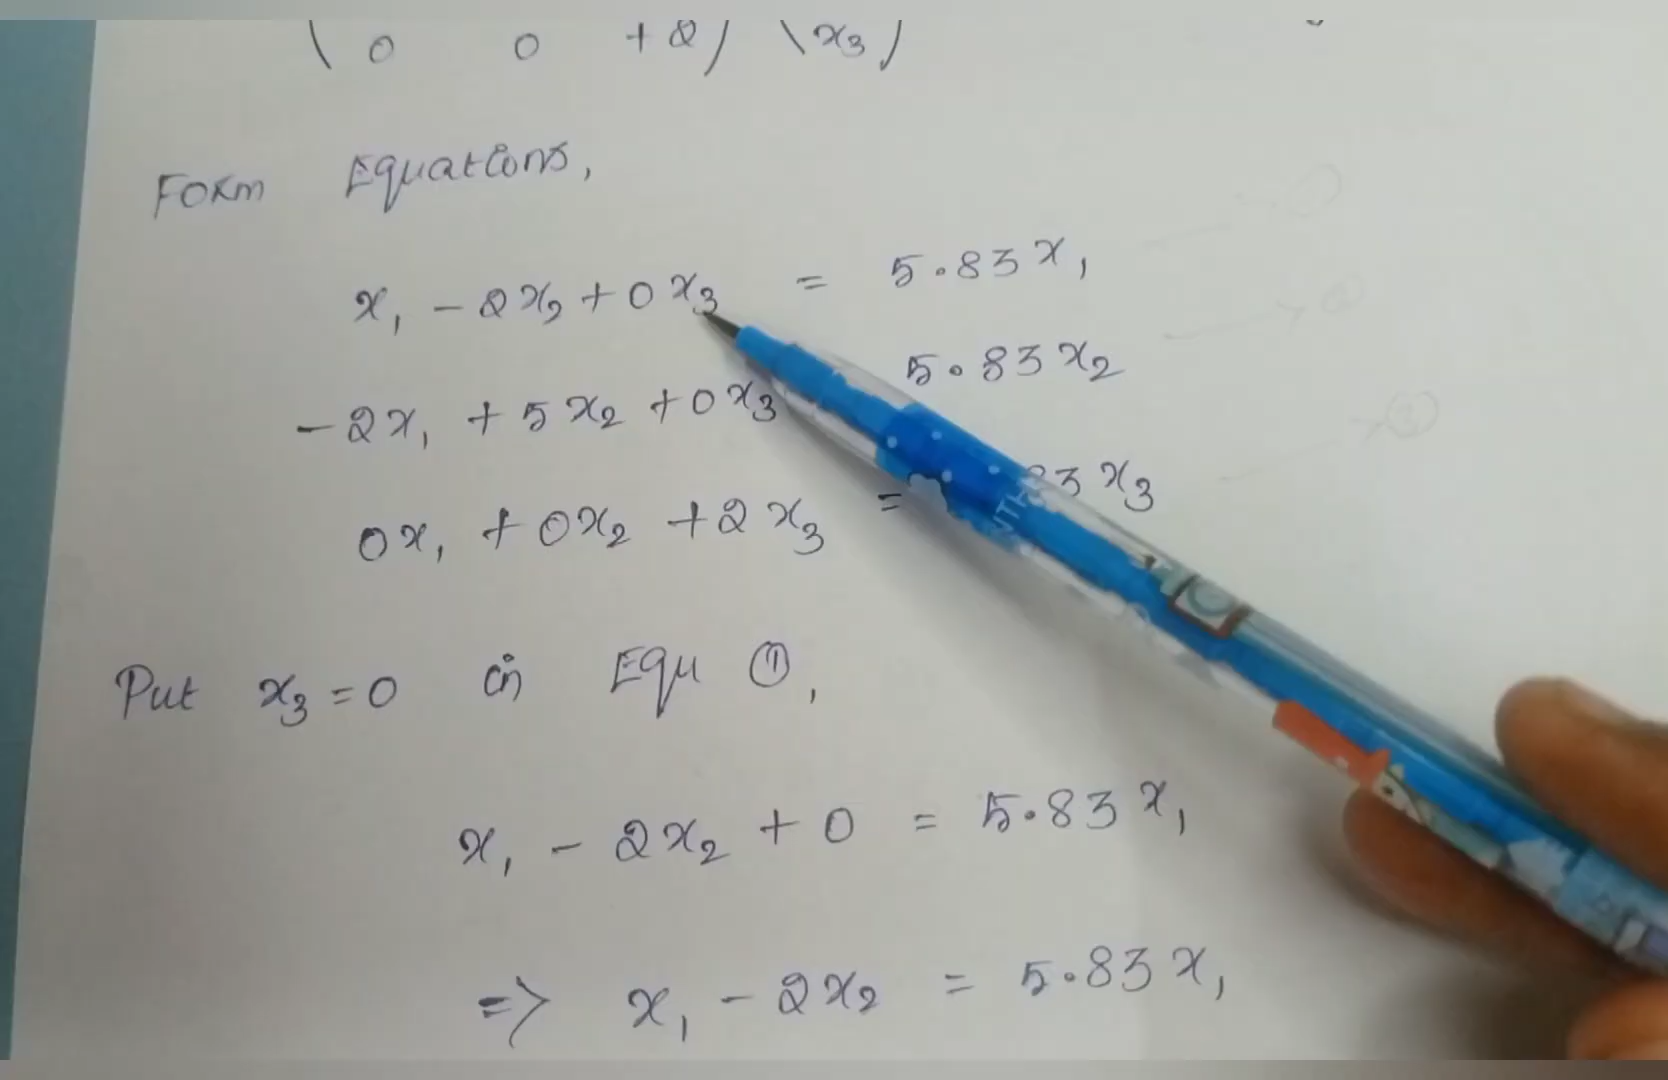 0 0 +2) (x₃)
Form Equations,
x₁ - 2x₂ + 0x₃ = 5.83x₁
-2x₁ + 5x₂ + 0x₃ 5.83x₂
0x₁ + 0x₂ + 2x₃ = 83x₃
Put x₃ = 0 in Equ ①,
x₁ - 2x₂ + 0 = 5.83x₁
=> x₁ - 2x₂ = 5.83x₁